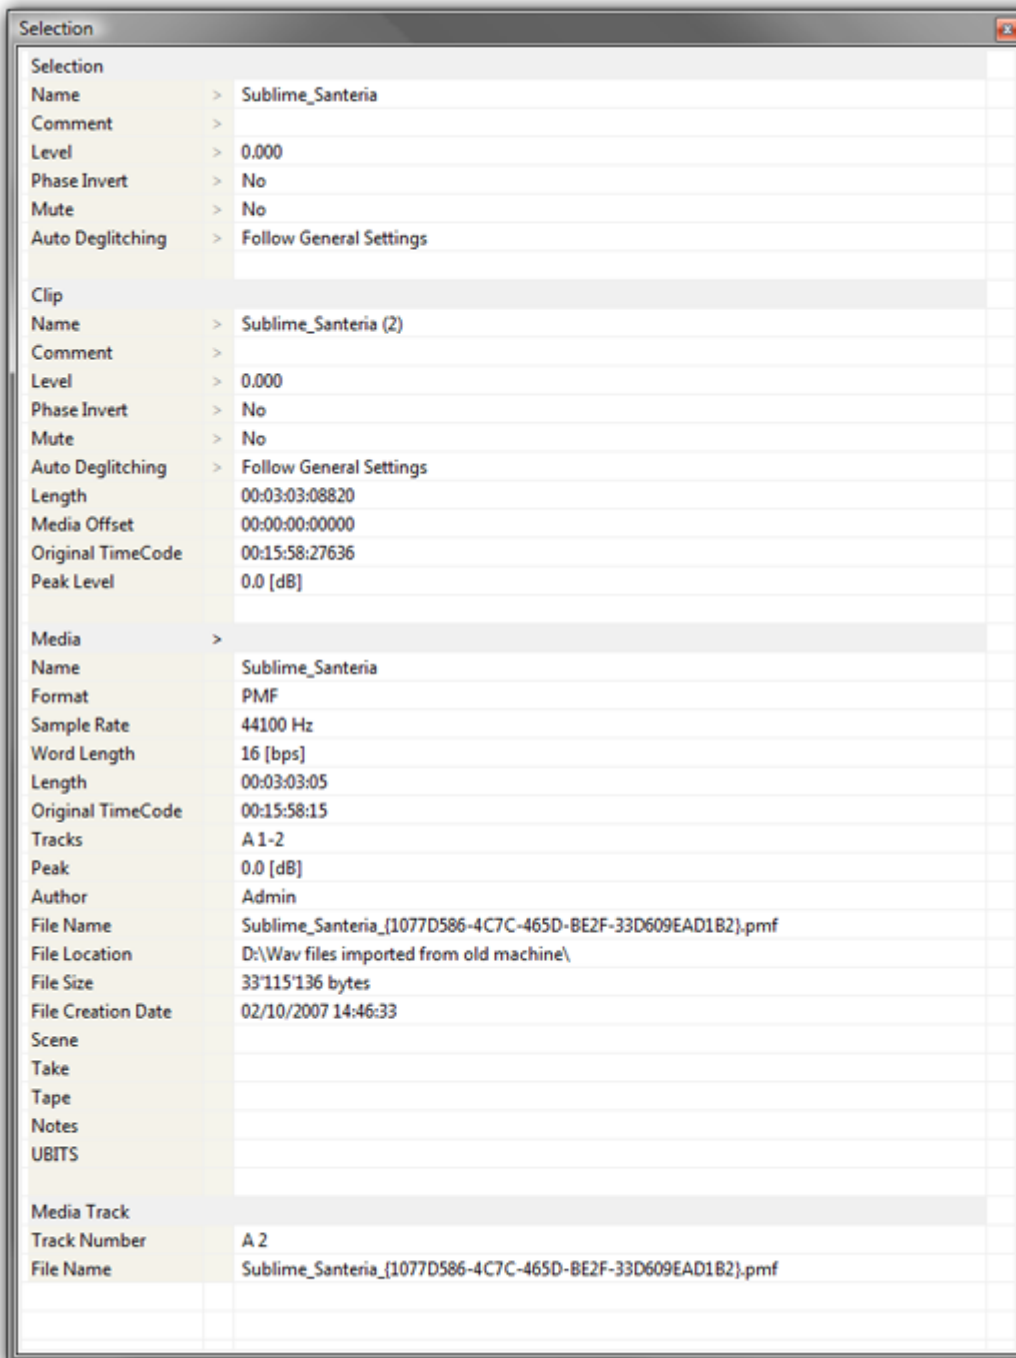 Selection
Selection
Name > Sublime_Santeria
Comment >
Level > 0.000
Phase Invert > No
Mute > No
Auto Deglitching > Follow General Settings
Clip
Name > Sublime_Santeria (2)
Comment >
Level > 0.000
Phase Invert > No
Mute > No
Auto Deglitching > Follow General Settings
Length 00:03:03:08820
Media Offset 00:00:00:00000
Original TimeCode 00:15:58:27636
Peak Level 0.0 [dB]
Media >
Name Sublime_Santeria
Format PMF
Sample Rate 44100 Hz
Word Length 16 [bps]
Length 00:03:03:05
Original TimeCode 00:15:58:15
Tracks A 1-2
Peak 0.0 [dB]
Author Admin
File Name Sublime_Santeria_{1077D586-4C7C-465D-BE2F-33D609EAD1B2}.pmf
File Location D:\Wav files imported from old machine\
File Size 33'115'136 bytes
File Creation Date 02/10/2007 14:46:33
Scene
Take
Tape
Notes
UBITS
Media Track
Track Number A 2
File Name Sublime_Santeria_{1077D586-4C7C-465D-BE2F-33D609EAD1B2}.pmf